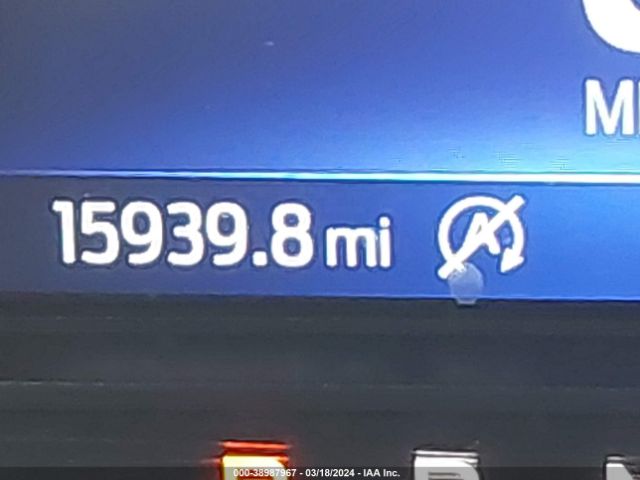 15939.8 mi
P R N
000-38987967 - 03/18/2024 - IAA Inc.